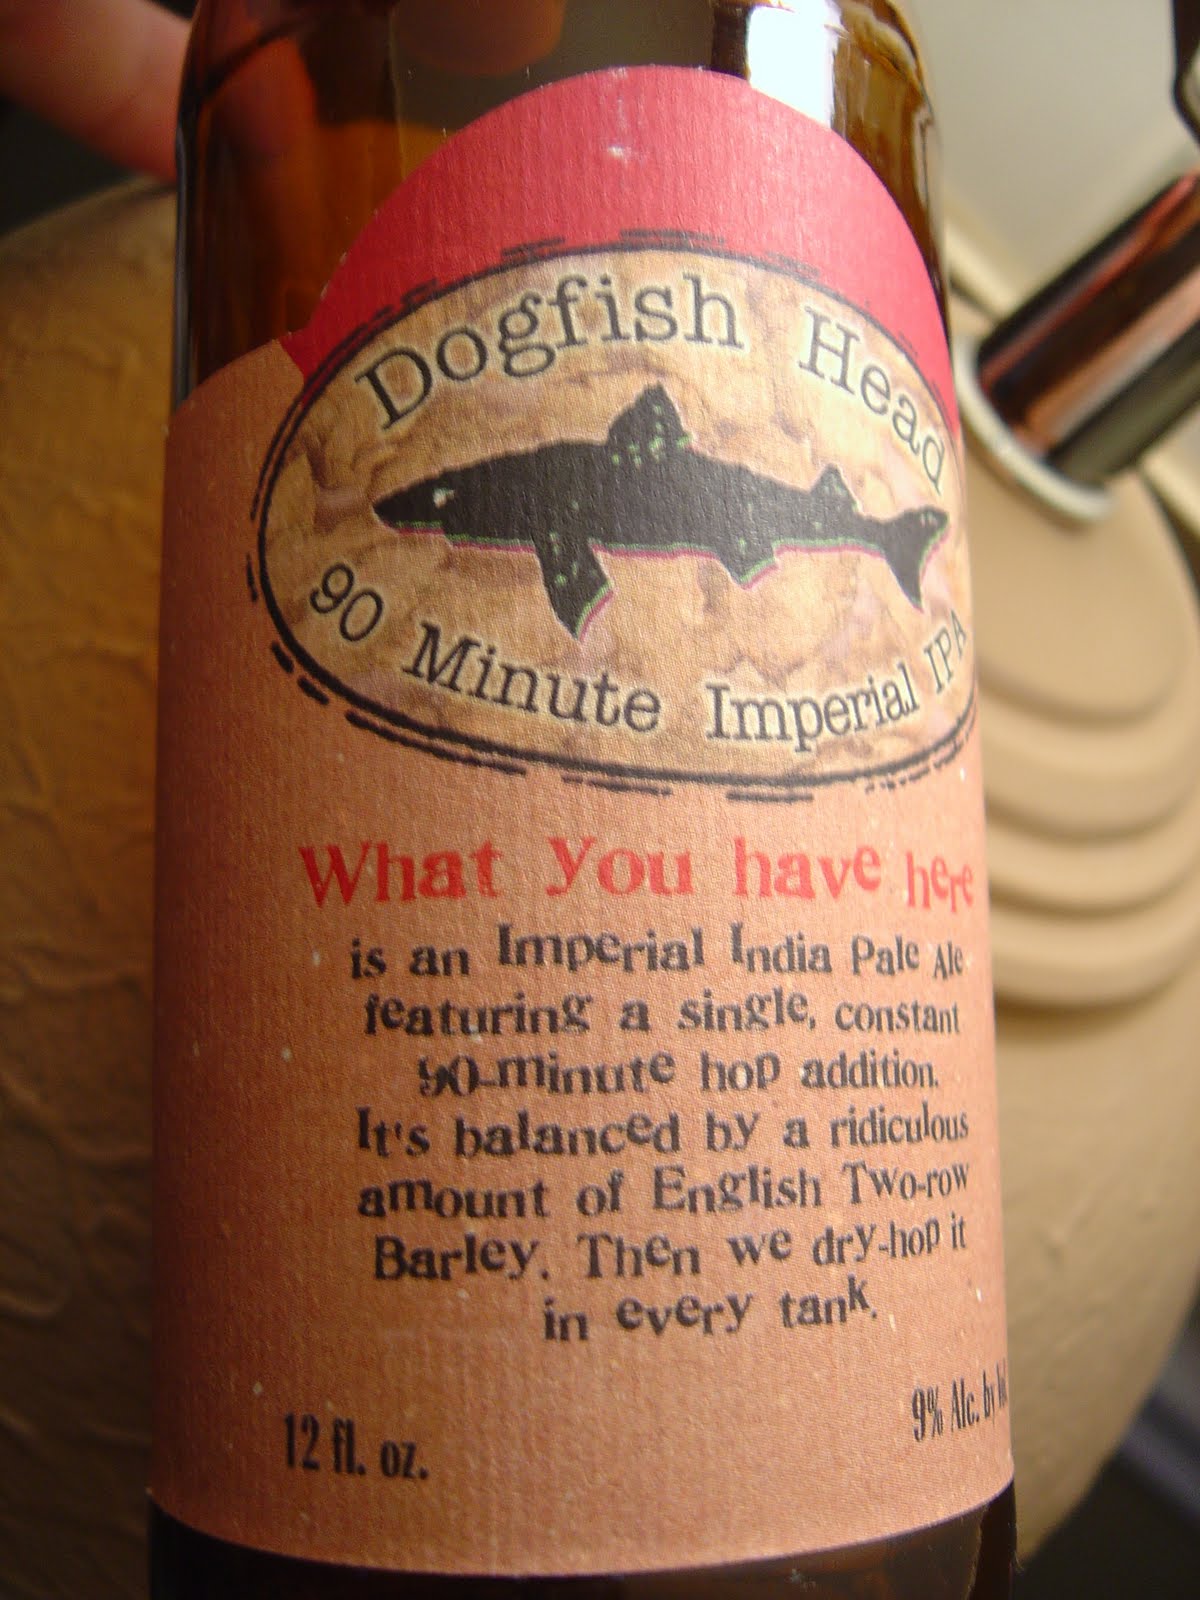 Dogfish Head
90 Minute Imperial IPA
What you have here
is an Imperial India Pale Ale
featuring a single, constant
90-minute hop addition.
It's balanced by a ridiculous
amount of English Two-row
Barley. Then we dry-hop it
in every tank.
12 fl. oz.
9% Alc. by